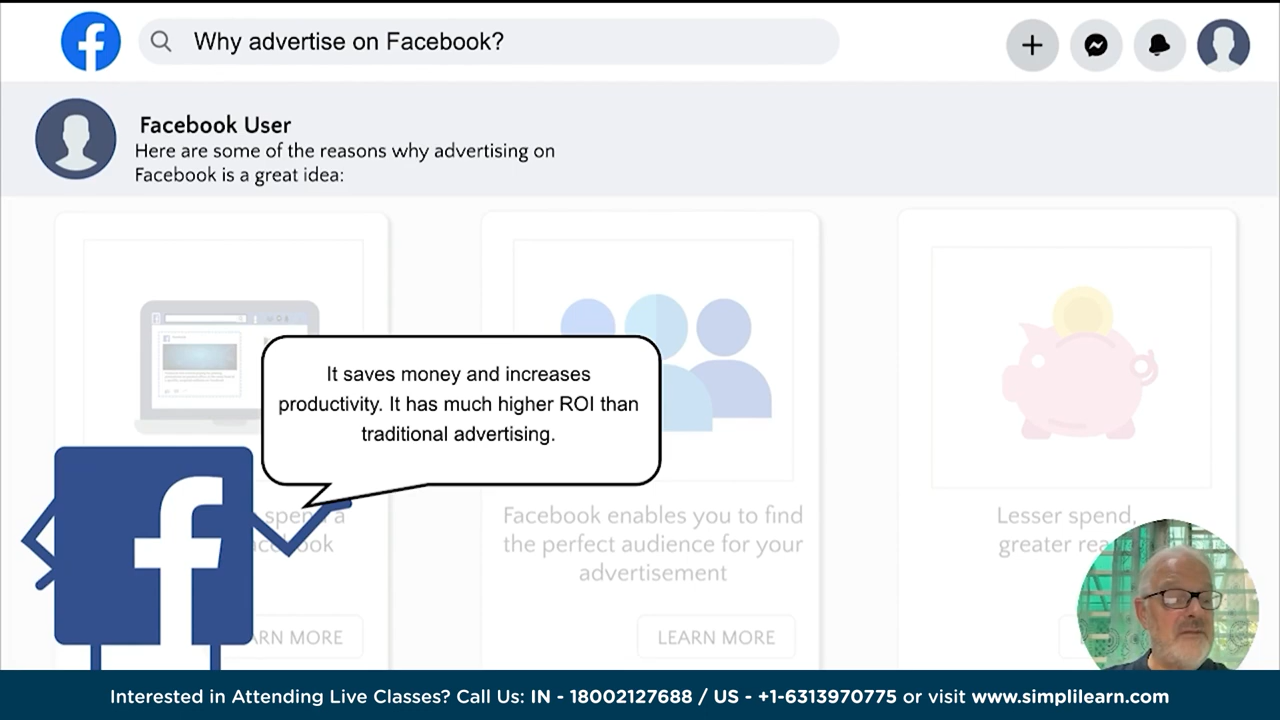 Why advertise on Facebook?
Facebook User
Here are some of the reasons why advertising on
Facebook is a great idea:
It saves money and increases
productivity. It has much higher ROI than
traditional advertising.
spend a
Facebook enables you to find
the perfect audience for your
advertisement
Lesser spend,
greater
LEARN MORE
Interested in Attending Live Classes? Call Us: IN - 18002127688 / US - +1-6313970775 or visit www.simplilearn.com